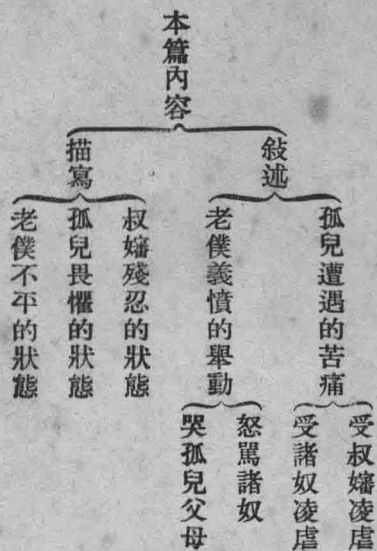 本篇內容
敍述
孤兒遭遇的苦痛
受叔嬸凌虐
受諸奴凌虐
老僕義憤的舉動
怒罵諸奴
哭孤兒父母
描寫
叔嬸殘忍的狀態
孤兒畏懼的狀態
老僕不平的狀態